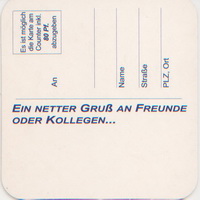 Es ist möglich
die Karte am
Counter inkl.
80 Pf.
abzugeben
An
Name
Straße
PLZ, Ort
EIN NETTER GRUß AN FREUNDE
ODER KOLLEGEN...